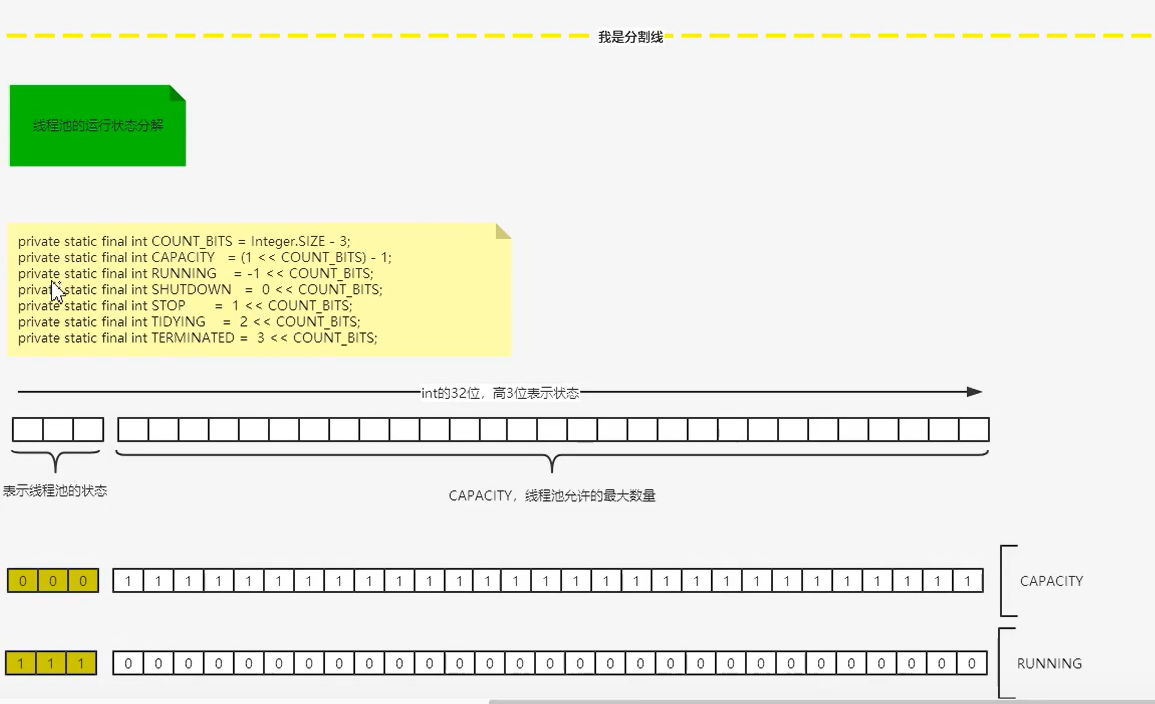 我是分割线
线程池的运行状态分解
private static final int COUNT_BITS = Integer.SIZE - 3;
private static final int CAPACITY = (1 << COUNT_BITS) - 1;
private static final int RUNNING = -1 << COUNT_BITS;
private static final int SHUTDOWN = 0 << COUNT_BITS;
private static final int STOP = 1 << COUNT_BITS;
private static final int TIDYING = 2 << COUNT_BITS;
private static final int TERMINATED = 3 << COUNT_BITS;
int的32位，高3位表示状态
表示线程池的状态
CAPACITY，线程池允许的最大数量
0 0 0 1 1 1 1 1 1 1 1 1 1 1 1 1 1 1 1 1 1 1 1 1 1 1 1 1 1 1 1 1 CAPACITY
1 1 1 0 0 0 0 0 0 0 0 0 0 0 0 0 0 0 0 0 0 0 0 0 0 0 0 0 0 0 0 0 RUNNING